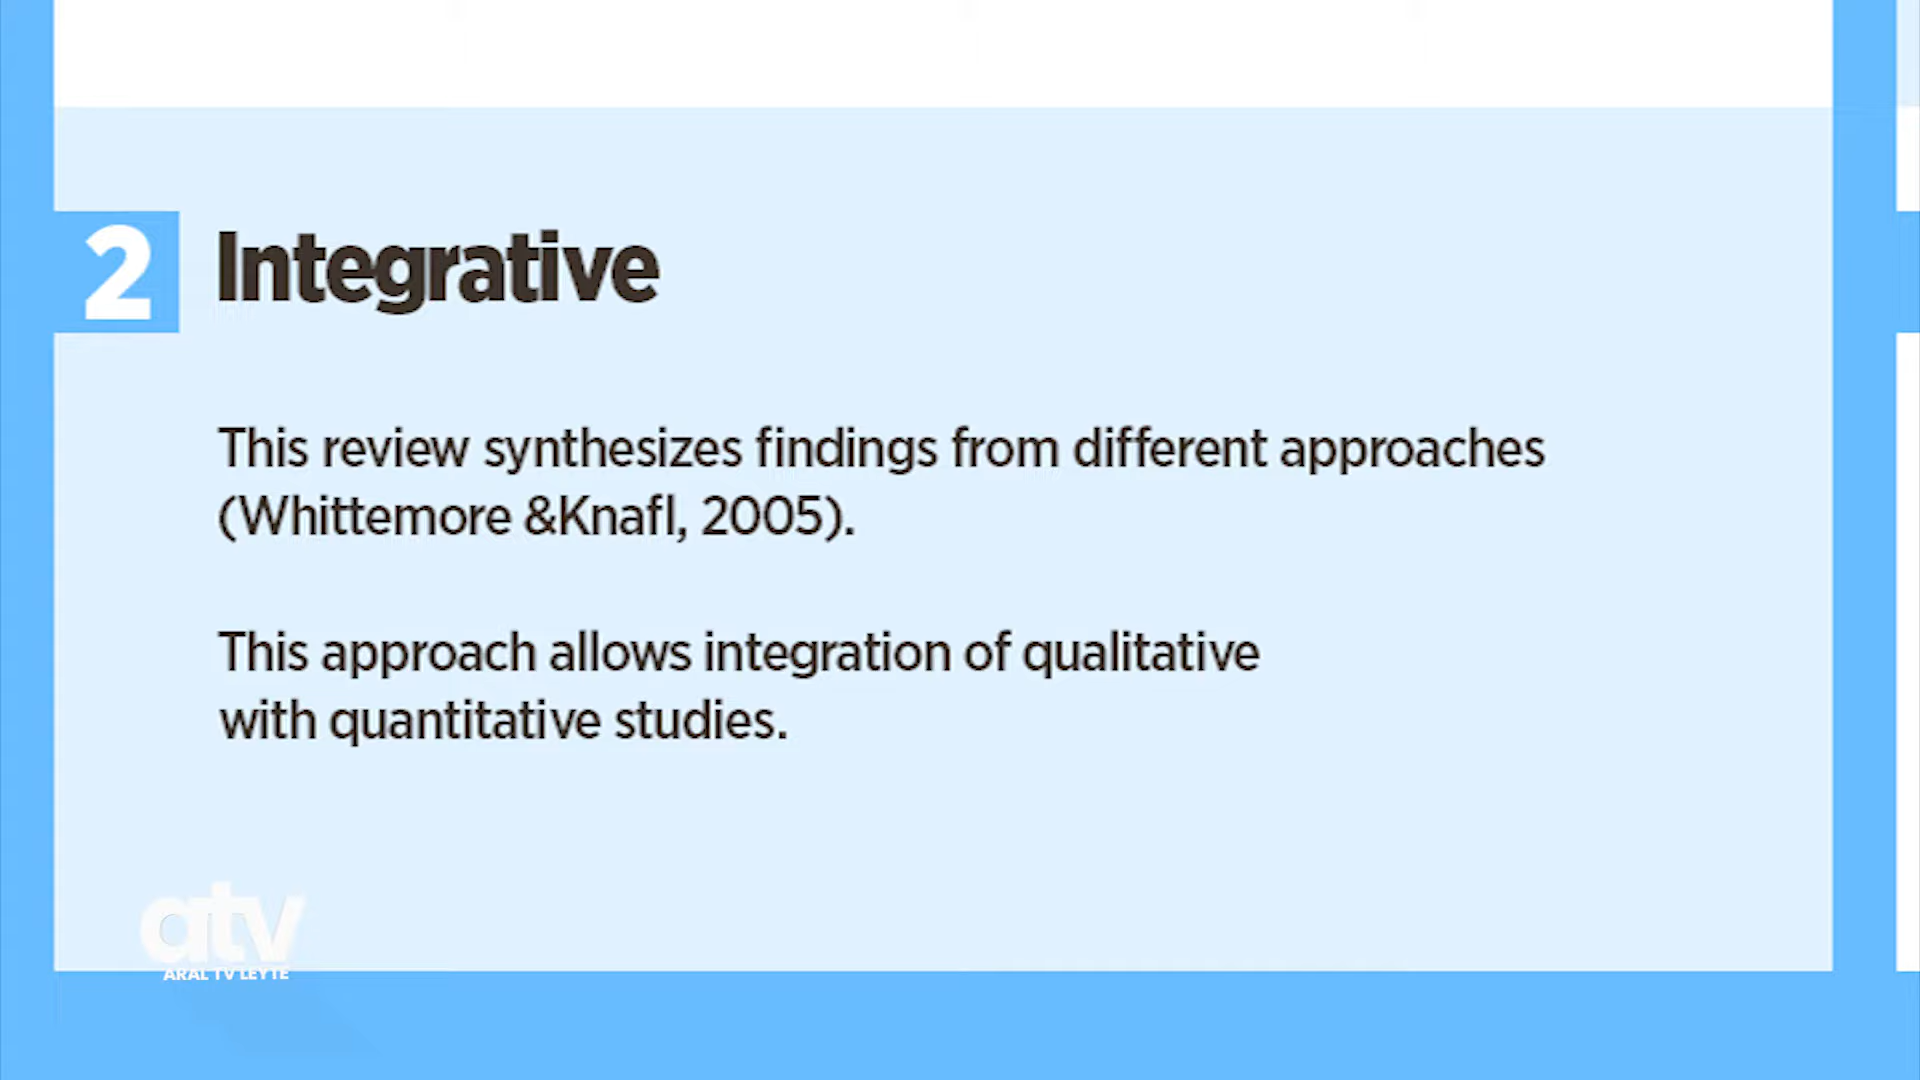 2 Integrative
This review synthesizes findings from different approaches
(Whittemore &Knafl, 2005).
This approach allows integration of qualitative
with quantitative studies.
atv
ARAL TV LEYTE